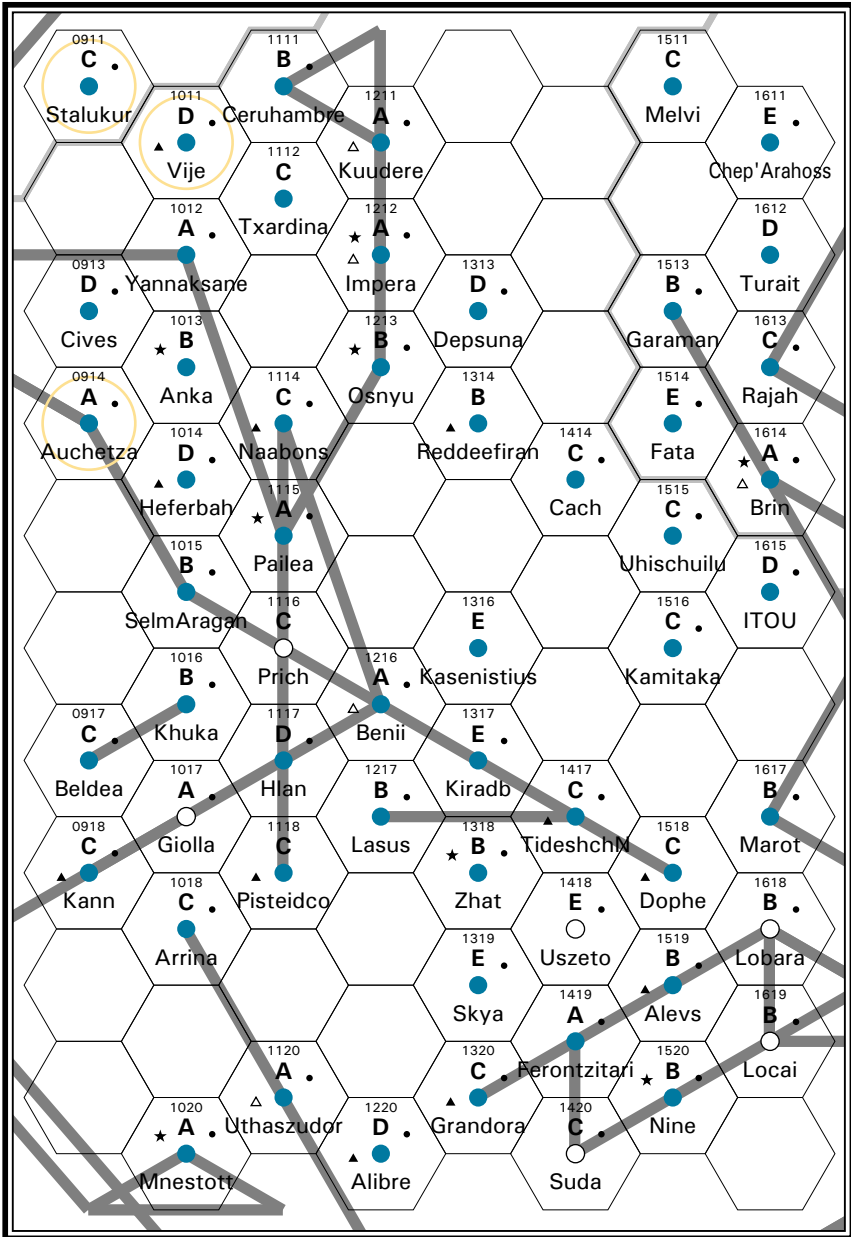 0911
C
Stalukur
1011
D
Vije
1111
B
Ceruhambre
1211
A
Kuudere
1511
C
Melvi
1611
E
Chep'Arahoss
1112
C
Txardina
1012
A
Yannaksane
1212
A
Impera
1612
D
Turait
0913
D
Cives
1313
D
Depsuna
1513
B
Garaman
1013
B
Anka
1213
B
Osnyu
1613
C
Rajah
0914
A
Auchetza
1114
C
Naabons
1314
B
Reddeefiran
1514
E
Fata
1014
D
Heferbah
1414
C
Cach
1614
A
Brin
1115
A
Pailea
1515
C
Uhischuilu
1015
B
SelmAragan
1615
D
ITOU
1116
C
Prich
1316
E
Kasenistius
1516
C
Kamitaka
1016
B
Khuka
1216
A
Benii
0917
C
Beldea
1117
D
Hlan
1317
E
Kiradb
1017
A
Giolla
1217
B
Lasus
1417
C
TideshchN
1617
B
Marot
0918
C
Kann
1118
C
Pisteidco
1318
B
Zhat
1518
C
Dophe
1018
C
Arrina
1418
E
Uszeto
1618
B
Lobara
1319
E
Skya
1519
B
Alevs
1419
A
Ferontzitari
1619
B
Locai
1120
A
Uthaszudor
1320
C
Grandora
1520
B
Nine
1020
A
Mnestott
1220
D
Alibre
1420
C
Suda